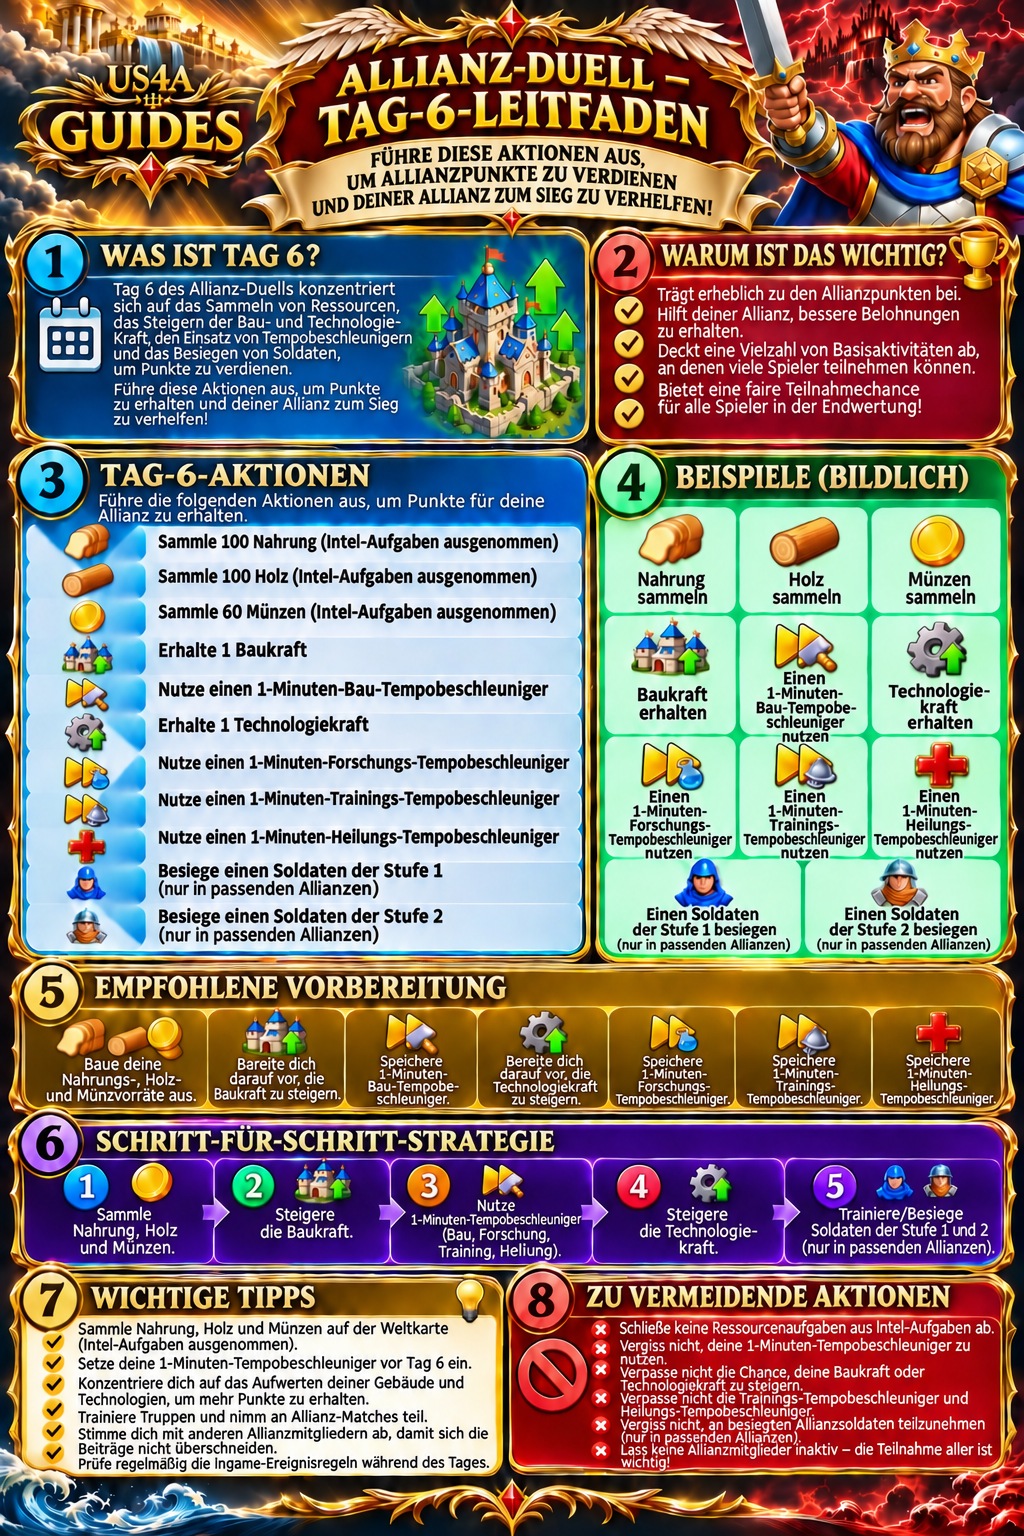 US4A
GUIDES
ALLIANZ-DUELL –
TAG-6-LEITFADEN
FÜHRE DIESE AKTIONEN AUS,
UM ALLIANZPUNKTE ZU VERDIENEN
UND DEINER ALLIANZ ZUM SIEG ZU VERHELFEN!
1 WAS IST TAG 6?
Tag 6 des Allianz-Duells konzentriert
sich auf das Sammeln von Ressourcen,
das Steigern der Bau- und Technologie-
Kraft, den Einsatz von Tempobeschleunigern
und das Besiegen von Soldaten,
um Punkte zu verdienen.
Führe diese Aktionen aus, um Punkte
zu erhalten und deiner Allianz zum Sieg
zu verhelfen!
2 WARUM IST DAS WICHTIG?
Trägt erheblich zu den Allianzpunkten bei.
Hilft deiner Allianz, bessere Belohnungen
zu erhalten.
Deckt eine Vielzahl von Basisaktivitäten ab,
an denen viele Spieler teilnehmen können.
Bietet eine faire Teilnahmechance
für alle Spieler in der Endwertung!
3 TAG-6-AKTIONEN
Führe die folgenden Aktionen aus, um Punkte für deine
Allianz zu erhalten.
Sammle 100 Nahrung (Intel-Aufgaben ausgenommen)
Sammle 100 Holz (Intel-Aufgaben ausgenommen)
Sammle 60 Münzen (Intel-Aufgaben ausgenommen)
Erhalte 1 Baukraft
Nutze einen 1-Minuten-Bau-Tempobeschleuniger
Erhalte 1 Technologiekraft
Nutze einen 1-Minuten-Forschungs-Tempobeschleuniger
Nutze einen 1-Minuten-Trainings-Tempobeschleuniger
Nutze einen 1-Minuten-Heilungs-Tempobeschleuniger
Besiege einen Soldaten der Stufe 1
(nur in passenden Allianzen)
Besiege einen Soldaten der Stufe 2
(nur in passenden Allianzen)
4 BEISPIELE (BILDLICH)
Nahrung
sammeln
Holz
sammeln
Münzen
sammeln
Baukraft
erhalten
Einen
1-Minuten-
Bau-Tempobe-
schleuniger
nutzen
Technologie-
kraft
erhalten
Einen
1-Minuten-
Forschungs-
Tempobeschleuniger
nutzen
Einen
1-Minuten-
Trainings-
Tempobeschleuniger
nutzen
Einen
1-Minuten-
Heilungs-
Tempobeschleuniger
nutzen
Einen Soldaten
der Stufe 1 besiegen
(nur in passenden Allianzen)
Einen Soldaten
der Stufe 2 besiegen
(nur in passenden Allianzen)
5 EMPFOHLENE VORBEREITUNG
Baue deine
Nahrungs-, Holz-
und Münzvorräte aus.
Bareite dich
darauf vor, die
Baukraft zu steigern.
Speichere
1-Minuten-
Bau-Tempobe-
schleuniger.
Bereite dich
darauf vor, die
Technologiekraft
zu steigern.
Speichere
1-Minuten-
Forschungs-
Tempobeschleuniger.
Speichere
1-Minuten-
Trainings-
Tempobeschleuniger.
Speichere
1-Minuten-
Hellungs-
Tempobeschleuniger.
6 SCHRITT-FÜR-SCHRITT-STRATEGIE
1
Sammle
Nahrung, Holz
und Münzen.
2
Steigere
die Baukraft.
3
Nutze
1-Minuten-Tempobeschleuniger
(Bau, Forschung,
Training, Heliung).
4
Steigere
die Technologie-
kraft.
5
Trainiere/Besiege
Soldaten der Stufe 1 und 2
(nur in passenden Allianzen).
7 WICHTIGE TIPPS
Sammle Nahrung, Holz und Münzen auf der Weltkarte
(Intel-Aufgaben ausgenommen).
Setze deine 1-Minuten-Tempobeschleuniger vor Tag 6 ein.
Konzentriere dich auf das Aufwerten deiner Gebäude und
Technologien, um mehr Punkte zu erhalten.
Trainiere Truppen und nimm an Allianz-Matches teil.
Stimme dich mit anderen Allianzmitgliedern ab, damit sich die
Beiträge nicht überschneiden.
Prüfe regelmäßig die Ingame-Ereignisregeln während des Tages.
8 ZU VERMEIDENDE AKTIONEN
Schließe keine Ressourcenaufgaben aus Intel-Aufgaben ab.
Vergiss nicht, deine 1-Minuten-Tempobeschleuniger zu
nutzen.
Verpasse nicht die Chance, deine Baukraft oder
Technologiekraft zu steigern.
Verpasse nicht die Trainings-Tempobeschleuniger und
Heilungs-Tempobeschleuniger.
Vergiss nicht, an besiegten Allianzsoldaten teilzunehmen
(nur in passenden Allianzen).
Lass keine Allianzmitglieder inaktiv – die Teilnahme aller ist
wichtig!